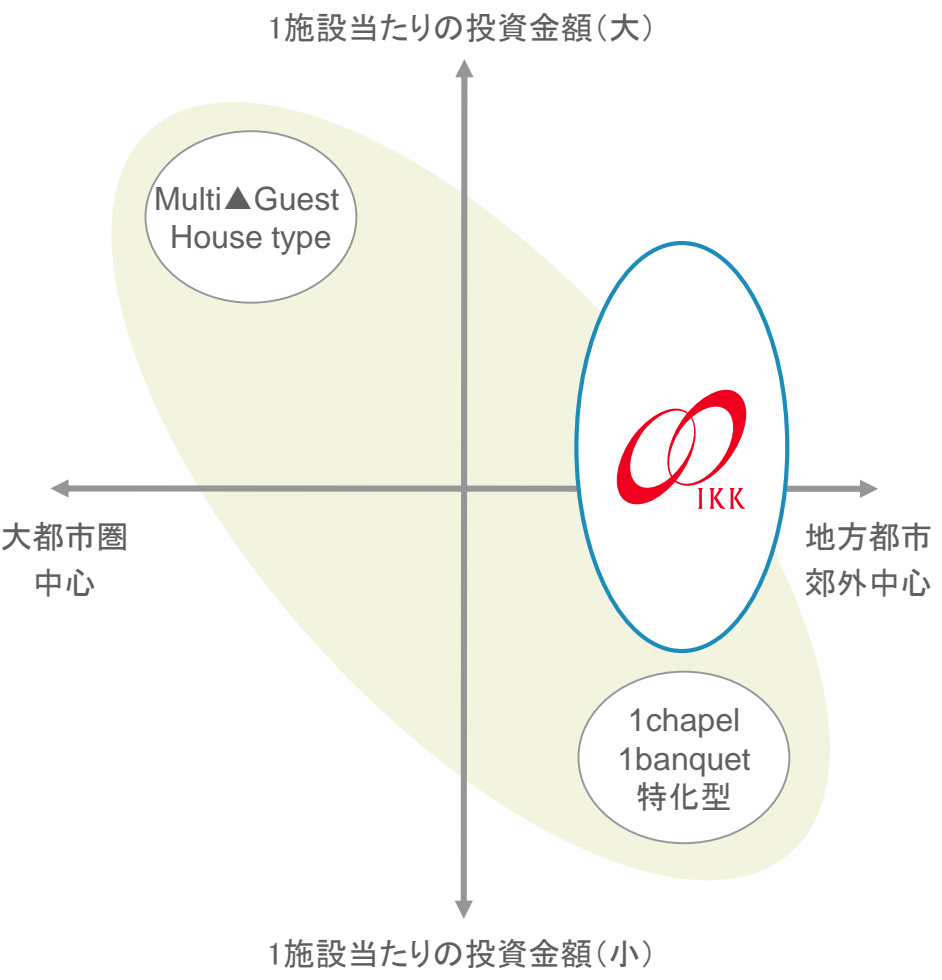 1施設当たりの投資金額(大)
Multi▲Guest
House type
IKK
大都市圏
中心
地方都市
郊外中心
1chapel
1banquet
特化型
1施設当たりの投資金額(小)